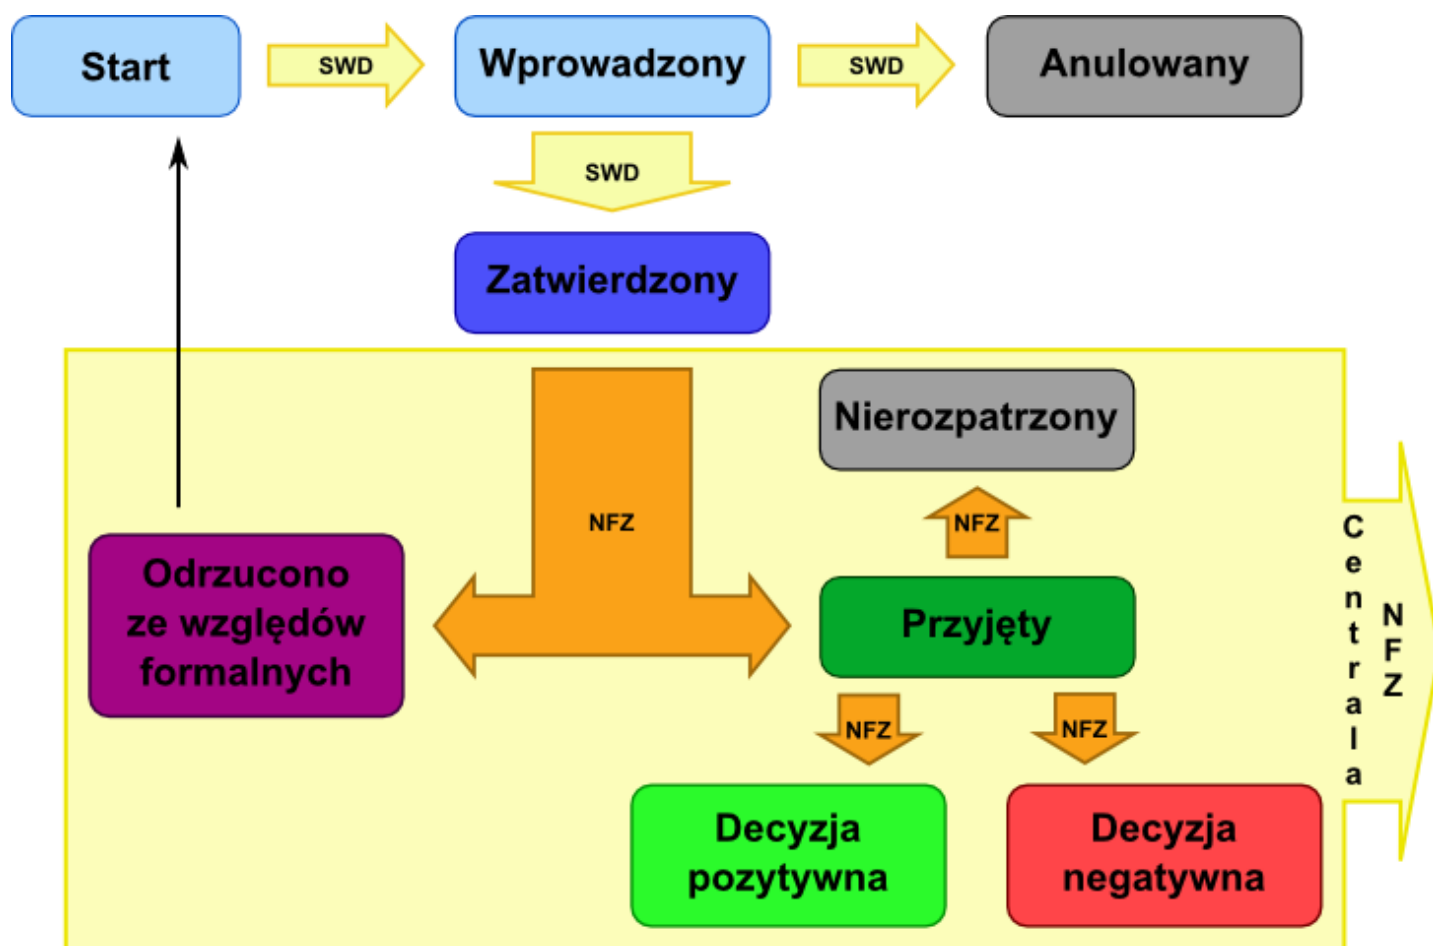 Start
SWD
Wprowadzony
SWD
Anulowany
SWD
Zatwierdzony
Nierozpatrzony
NFZ
NFZ
Odrzucono
ze względów
formalnych
Przyjęty
NFZ
NFZ
Decyzja
pozytywna
Decyzja
negatywna
Centrala
NFZ